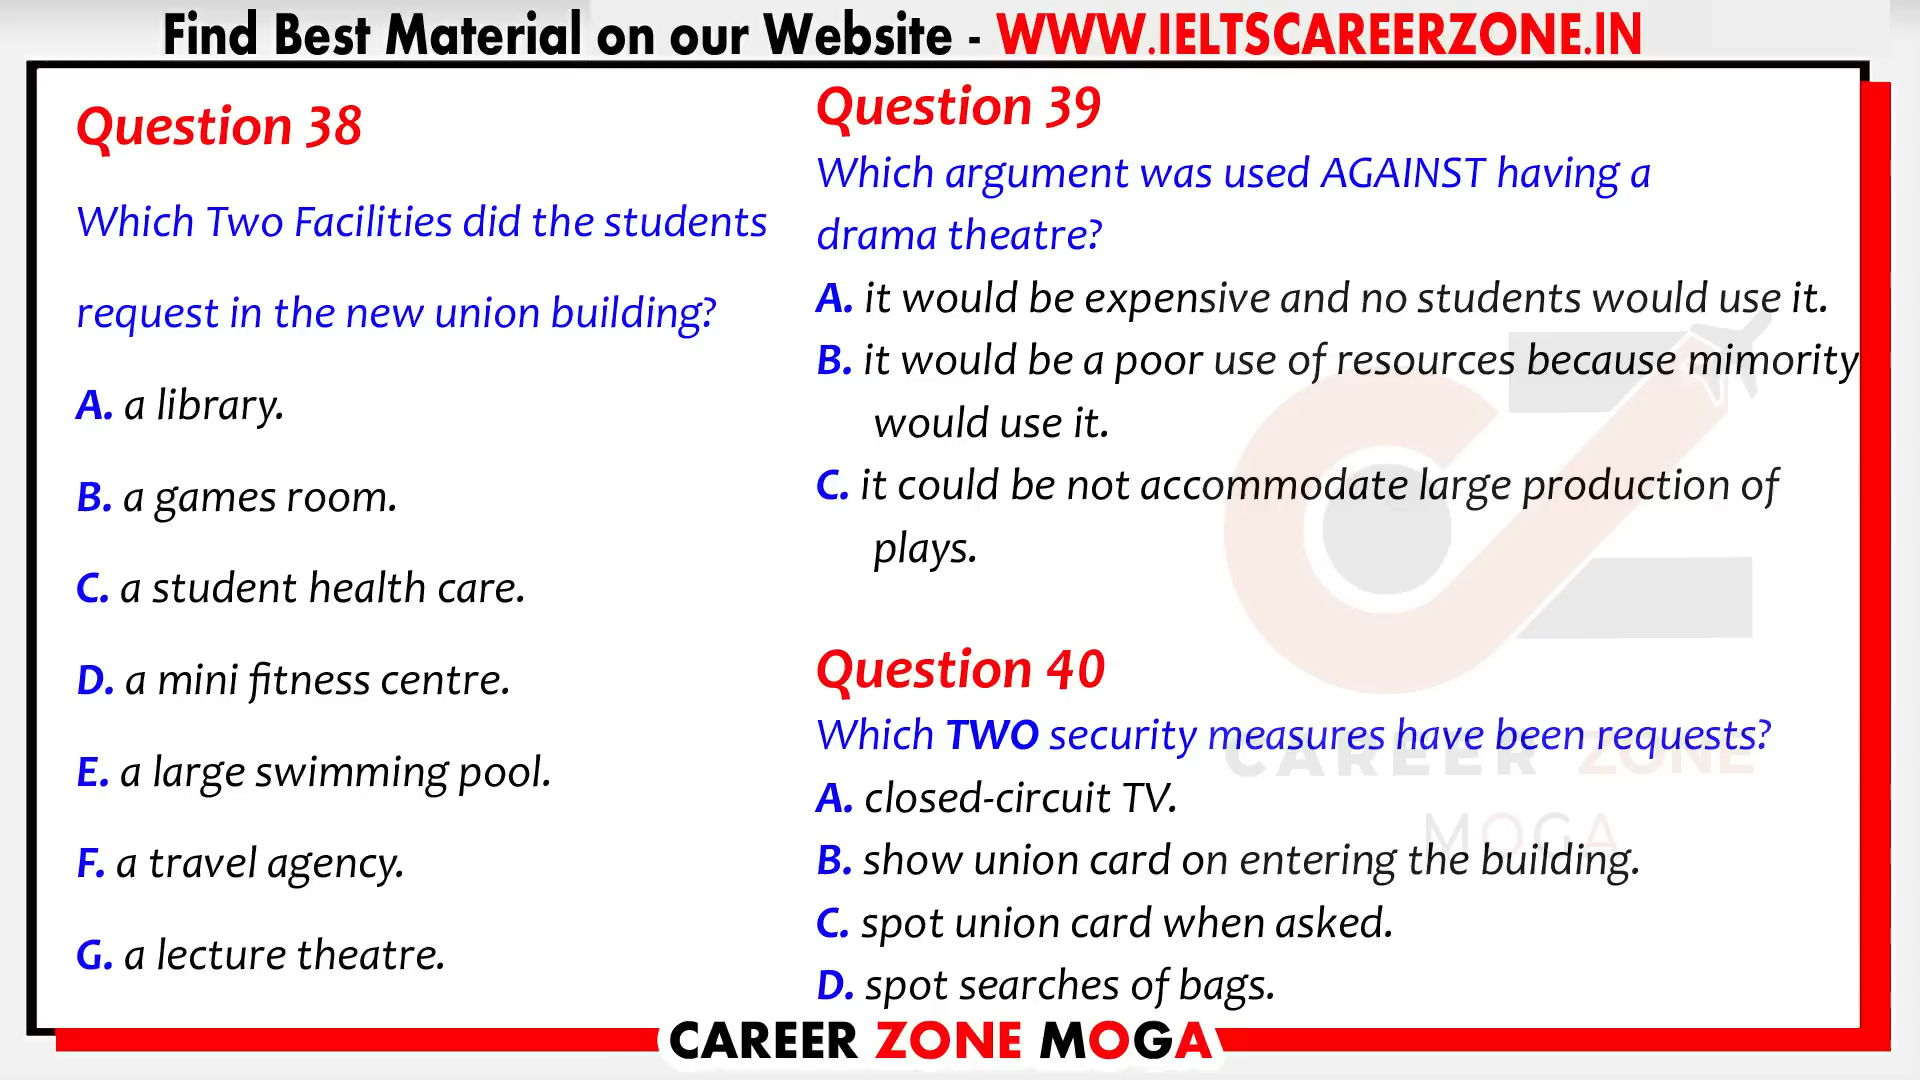 Find Best Material on our Website - WWW.IELTSCAREERZONE.IN
Question 38
Which Two Facilities did the students
request in the new union building?
A. a library.
B. a games room.
C. a student health care.
D. a mini fitness centre.
E. a large swimming pool.
F. a travel agency.
G. a lecture theatre.
Question 39
Which argument was used AGAINST having a
drama theatre?
A. it would be expensive and no students would use it.
B. it would be a poor use of resources because mimority
would use it.
C. it could be not accommodate large production of
plays.
Question 40
Which TWO security measures have been requests?
A. closed-circuit TV.
B. show union card on entering the building.
C. spot union card when asked.
D. spot searches of bags.
CAREER ZONE
MOGA
CAREER ZONE MOGA